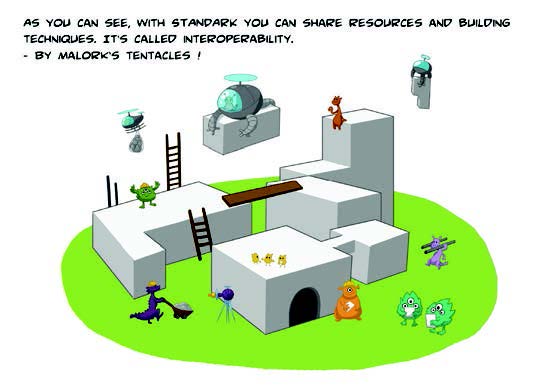 AS YOU CAN SEE, WITH STANDARK YOU CAN SHARE RESOURCES AND BUILDING
TECHNIQUES. IT'S CALLED INTEROPERABILITY.
- BY MALORK'S TENTACLES !